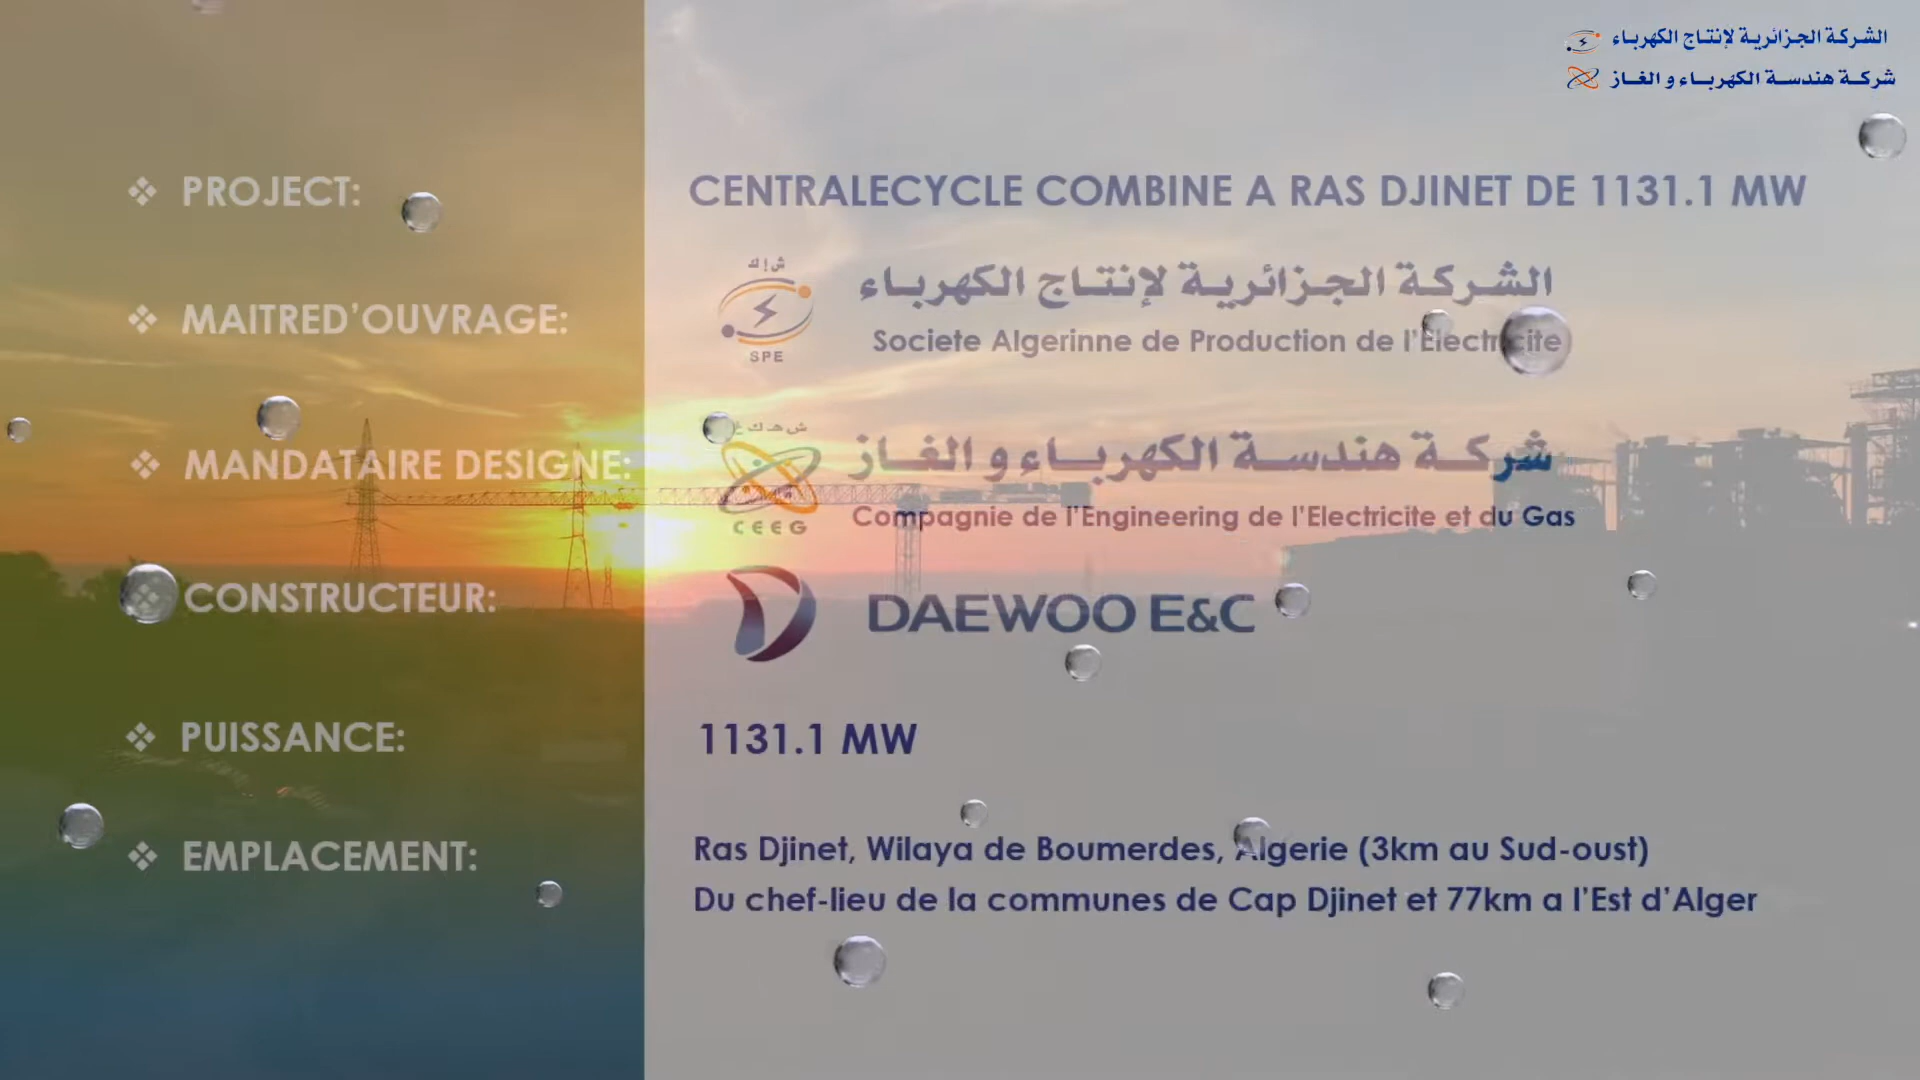 الشركة الجزائرية لإنتاج الكهرباء
شركة هندسة الكهرباء و الغاز
PROJECT:
CENTRALECYCLE COMBINE A RAS DJINET DE 1131.1 MW
MAITRED'OUVRAGE:
ش إ ك
SPE
الشركة الجزائرية لإنتاج الكهرباء
Societe Algerinne de Production de l'Electricite
MANDATAIRE DESIGNE:
ش هـ ك غ
CEEG
شركة هندسة الكهرباء و الغاز
Compagnie de l'Engineering de l'Electricite et du Gas
CONSTRUCTEUR:
DAEWOO E&C
PUISSANCE:
1131.1 MW
EMPLACEMENT:
Ras Djinet, Wilaya de Boumerdes, Algerie (3km au Sud-oust)
Du chef-lieu de la communes de Cap Djinet et 77km a l'Est d'Alger